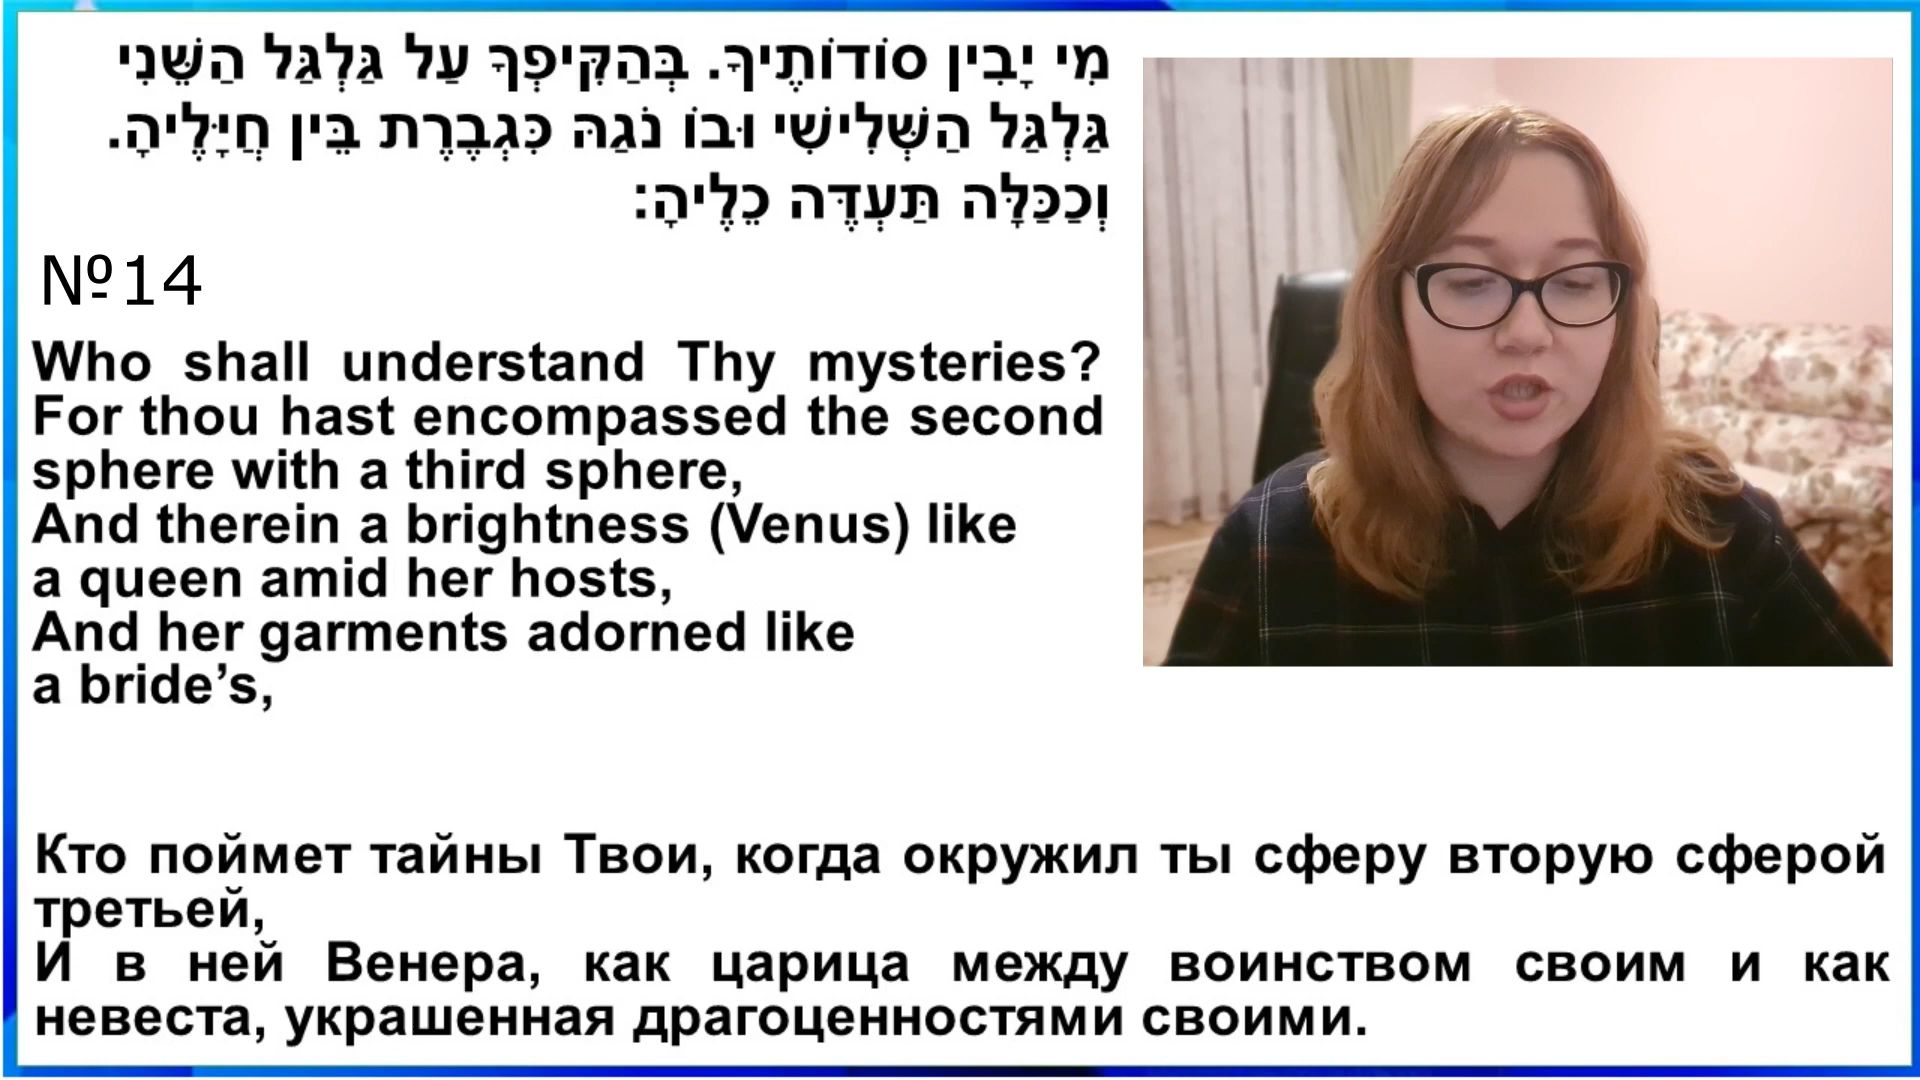 מִי יָבִין סוֹדוֹתֶיךָ. בְּהַקִּיפְךָ עַל גַּלְגַּל הַשֵּׁנִי
גַּלְגַּל הַשְּׁלִישִׁי וּבוֹ נֹגַהּ כִּגְבֶרֶת בֵּין חֲיָּלֶיהָ.
וְכַכַּלָּה תַּעְדֶּה כֵלֶיהָ:
№14
Who shall understand Thy mysteries?
For thou hast encompassed the second
sphere with a third sphere,
And therein a brightness (Venus) like
a queen amid her hosts,
And her garments adorned like
a bride’s,
Кто поймет тайны Твои, когда окружил ты сферу вторую сферой
третьей,
И в ней Венера, как царица между воинством своим и как
невеста, украшенная драгоценностями своими.